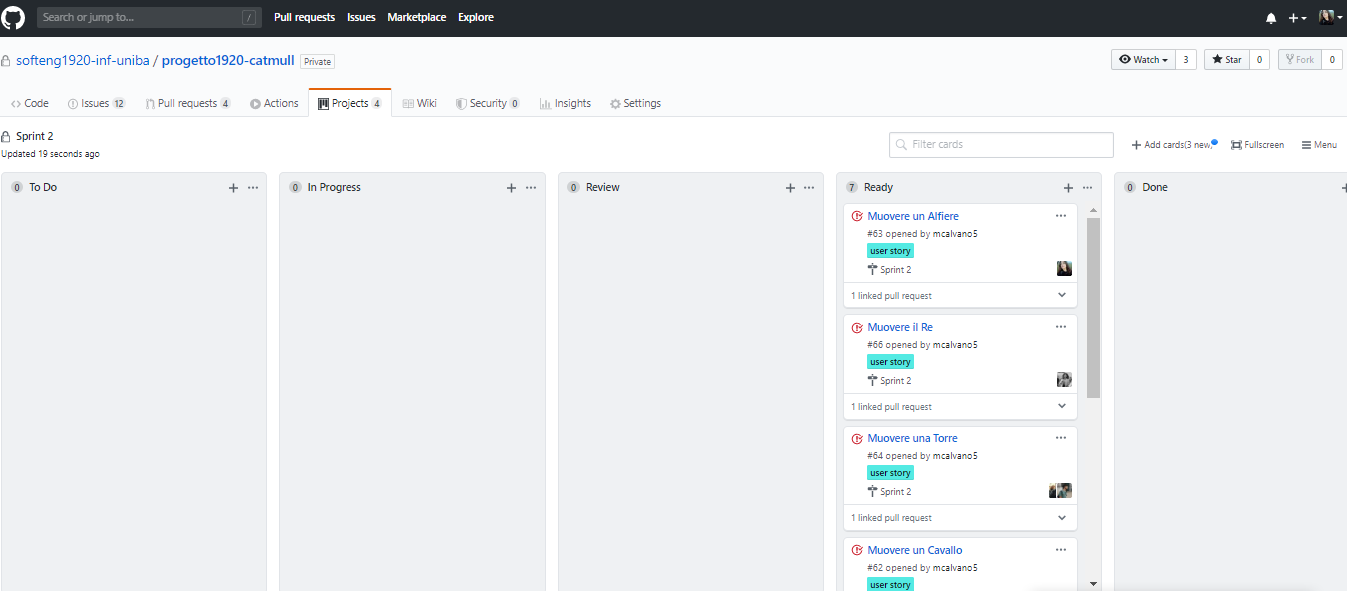 Search or jump to... / Pull requests Issues Marketplace Explore
softeng1920-inf-uniba / progetto1920-catmull Private Watch 3 Star 0 Fork 0
Code Issues 12 Pull requests 4 Actions Projects 4 Wiki Security 0 Insights Settings
Sprint 2
Updated 19 seconds ago
Filter cards Add cards(3 new) Fullscreen Menu
0 To Do
0 In Progress
0 Review
7 Ready
Muovere un Alfiere
#63 opened by mcalvano5
user story
Sprint 2
1 linked pull request
Muovere il Re
#66 opened by mcalvano5
user story
Sprint 2
1 linked pull request
Muovere una Torre
#64 opened by mcalvano5
user story
Sprint 2
1 linked pull request
Muovere un Cavallo
#62 opened by mcalvano5
user story
0 Done